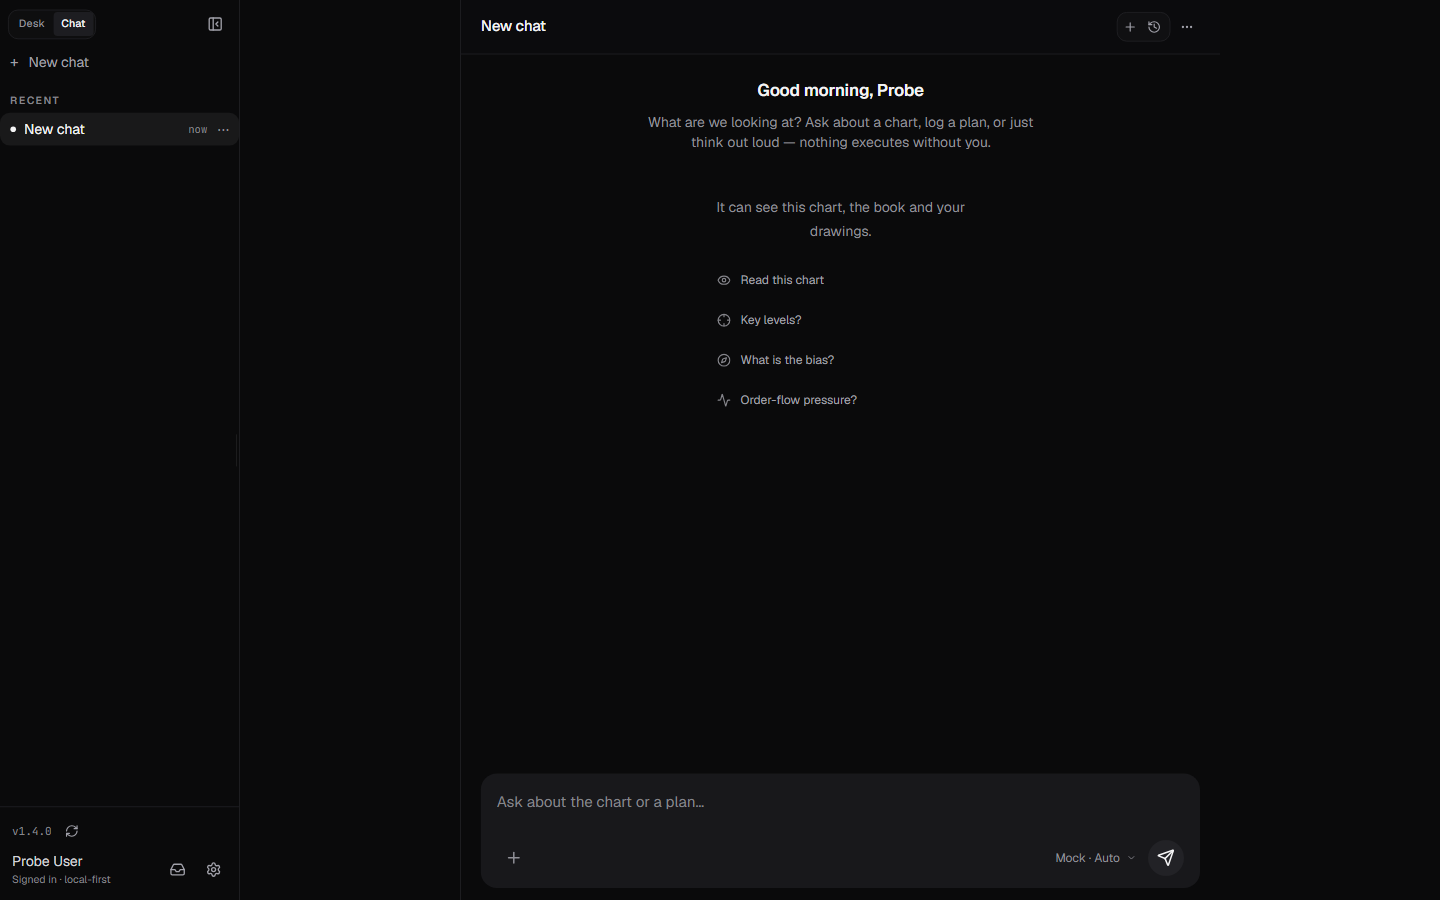 Desk
Chat
New chat
RECENT
New chat
now
v1.4.0
Probe User
Signed in · local-first
New chat
Good morning, Probe
What are we looking at? Ask about a chart, log a plan, or just
think out loud — nothing executes without you.
It can see this chart, the book and your
drawings.
Read this chart
Key levels?
What is the bias?
Order-flow pressure?
Ask about the chart or a plan...
Mock · Auto